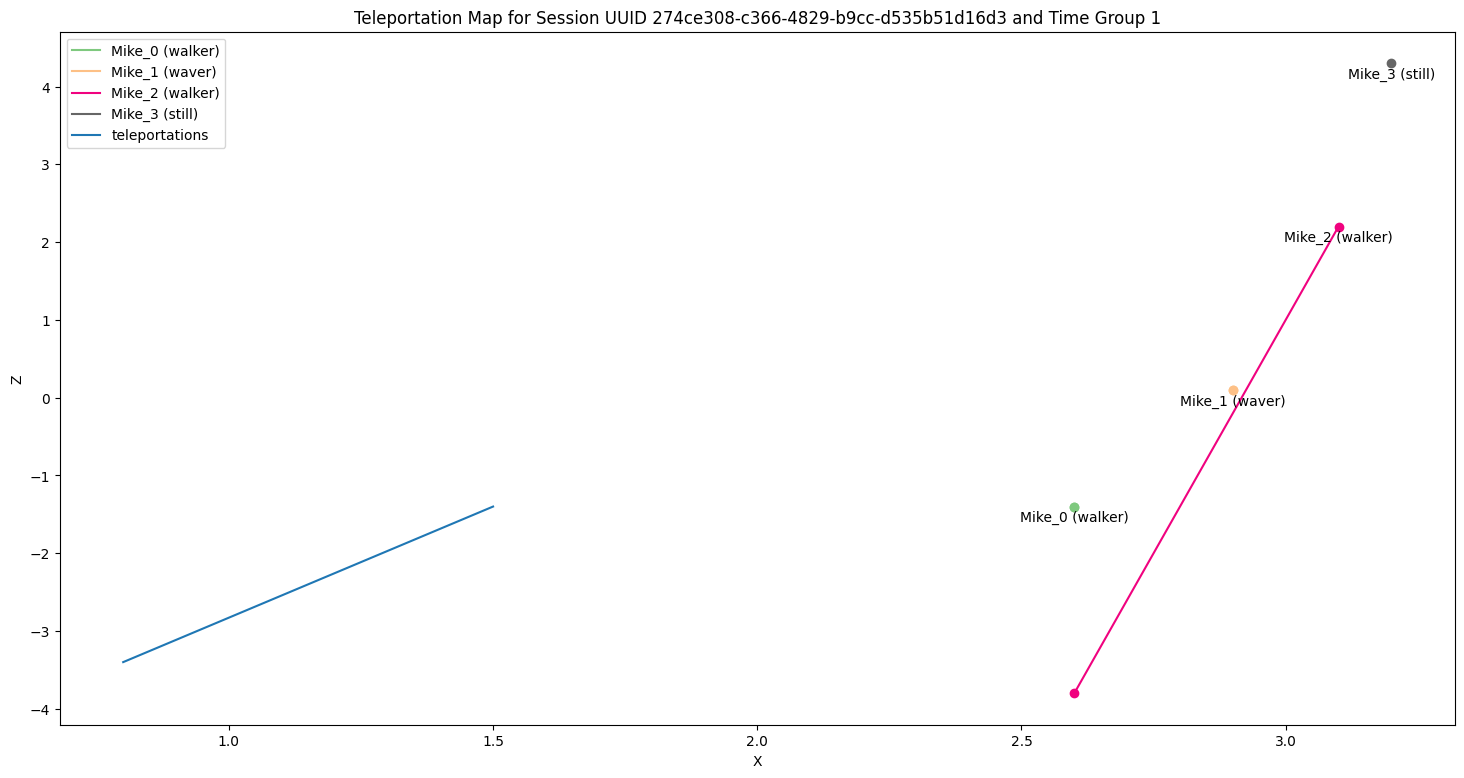 Teleportation Map for Session UUID 274ce308-c366-4829-b9cc-d535b51d16d3 and Time Group 1
Mike_0 (walker)
Mike_1 (waver)
Mike_2 (walker)
Mike_3 (still)
teleportations
Mike_3 (still)
Mike_2 (walker)
Mike_1 (waver)
Mike_0 (walker)
4
3
2
1
0
−1
−2
−3
−4
Z
1.0
1.5
2.0
2.5
3.0
X